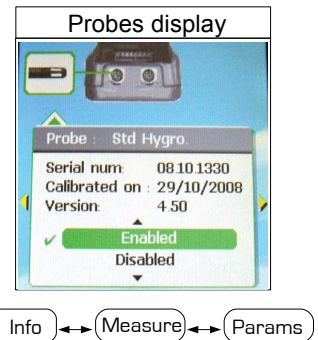 Probes display
Probe : Std Hygro.
Serial num: 08.10.1330
Calibrated on : 29/10/2008
Version: 4.50
Enabled
Disabled
Info Measure Params